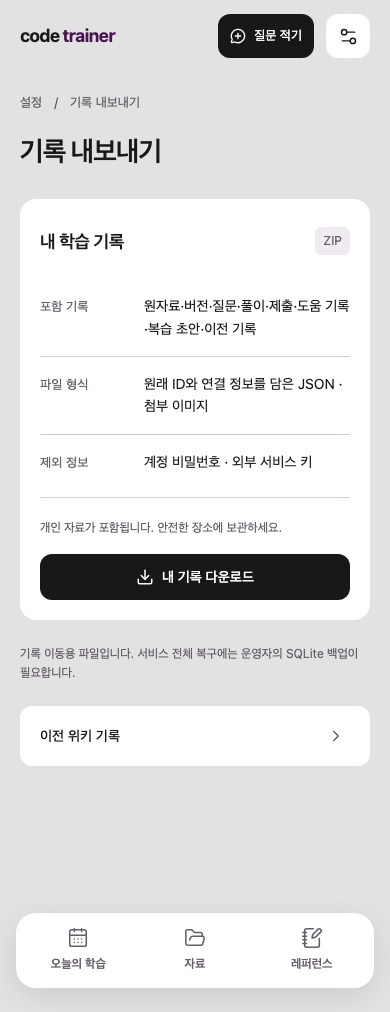 code trainer
질문 적기
설정 / 기록 내보내기
기록 내보내기
내 학습 기록
ZIP
포함 기록
원자료·버전·질문·풀이·제출·도움 기록
·복습 초안·이전 기록
파일 형식
원래 ID와 연결 정보를 담은 JSON ·
첨부 이미지
제외 정보
계정 비밀번호 · 외부 서비스 키
개인 자료가 포함됩니다. 안전한 장소에 보관하세요.
내 기록 다운로드
기록 이동용 파일입니다. 서비스 전체 복구에는 운영자의 SQLite 백업이
필요합니다.
이전 위키 기록
오늘의 학습
자료
레퍼런스